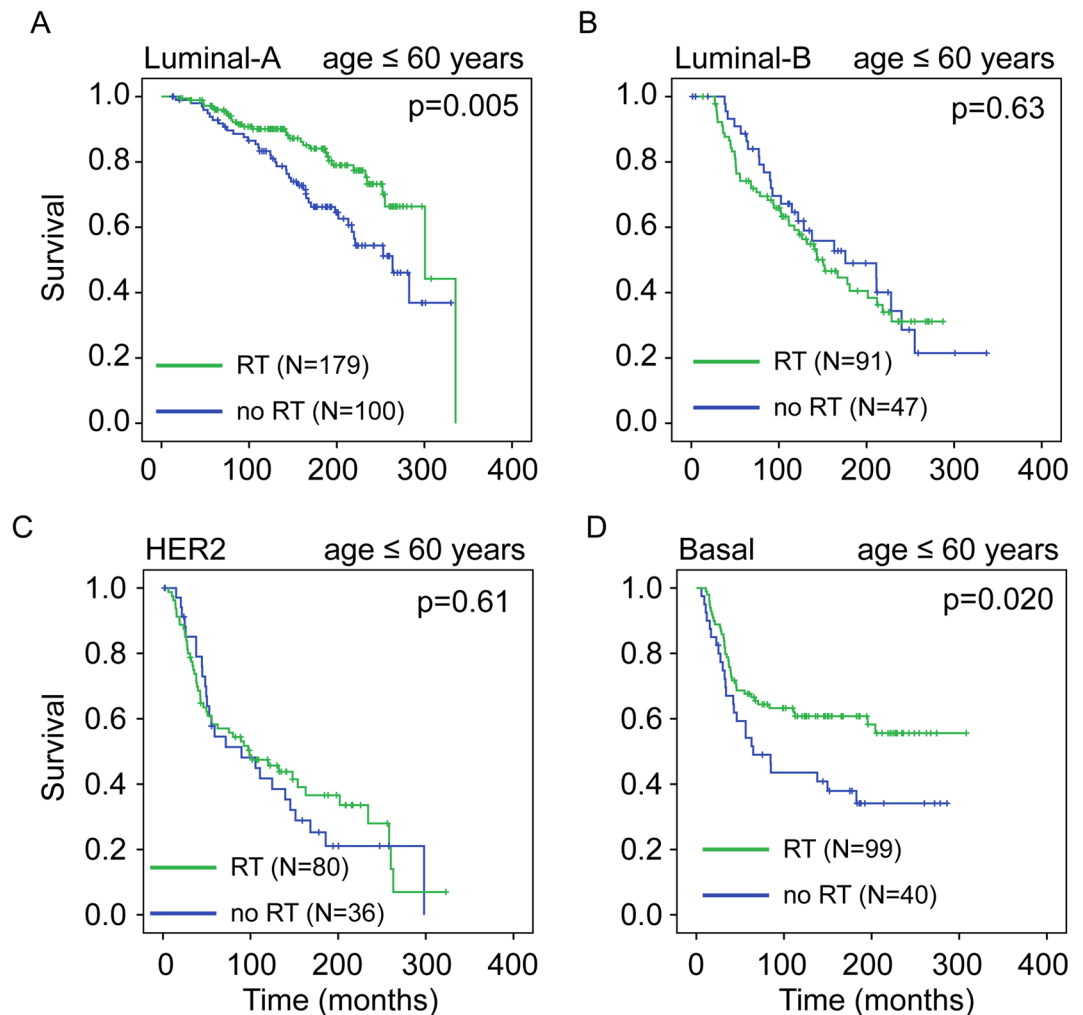 A
Luminal-A age ≤ 60 years
p=0.005
1.0
0.8
0.6
0.4
0.2
0.0
Survival
RT (N=179)
no RT (N=100)
0 100 200 300 400
B
Luminal-B age ≤ 60 years
p=0.63
1.0
0.8
0.6
0.4
0.2
0.0
RT (N=91)
no RT (N=47)
0 100 200 300 400
C
HER2 age ≤ 60 years
p=0.61
1.0
0.8
0.6
0.4
0.2
0.0
Survival
RT (N=80)
no RT (N=36)
0 100 200 300 400
Time (months)
D
Basal age ≤ 60 years
p=0.020
1.0
0.8
0.6
0.4
0.2
0.0
RT (N=99)
no RT (N=40)
0 100 200 300 400
Time (months)